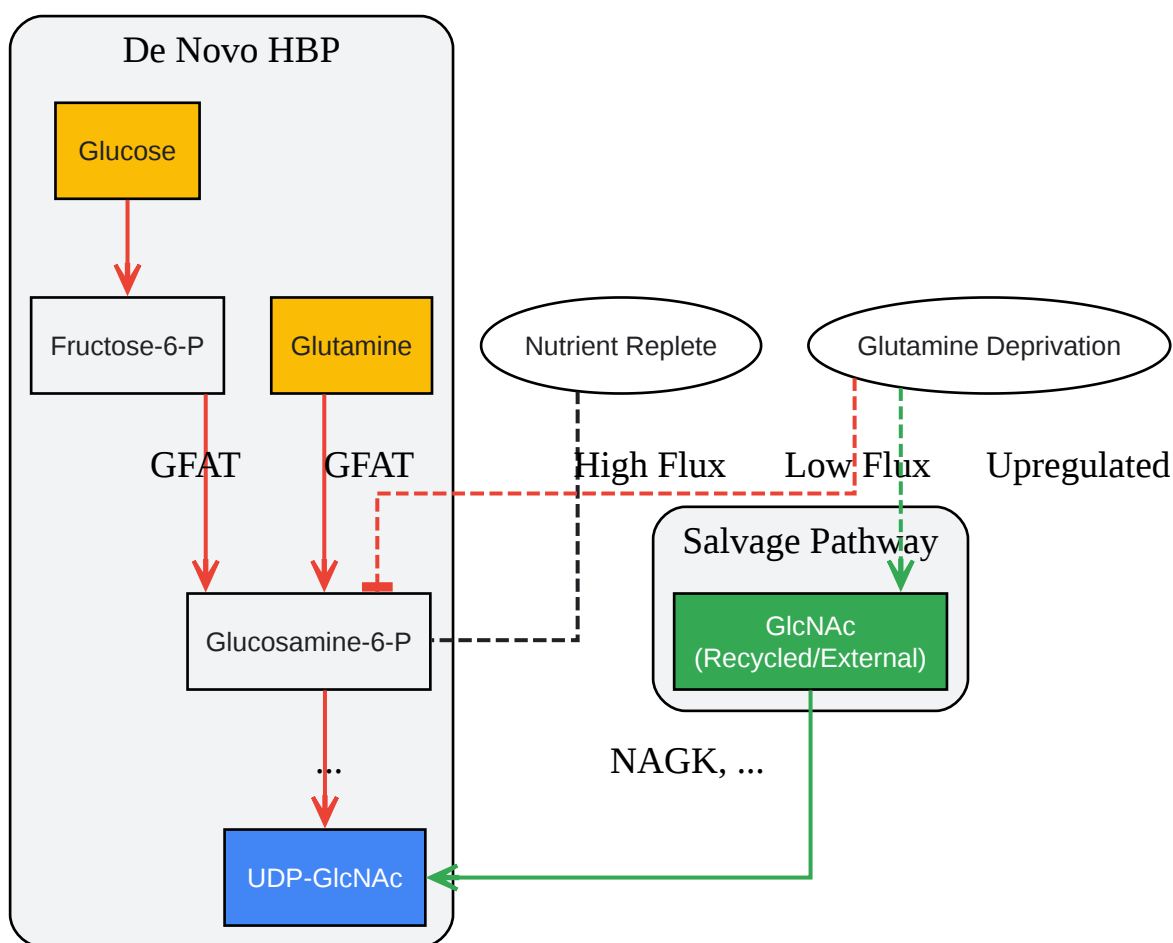 De Novo HBP
Glucose
Fructose-6-P
Glutamine
Nutrient Replete
Glutamine Deprivation
GFAT
GFAT
High Flux
Low Flux
Upregulated
Salvage Pathway
Glucosamine-6-P
GlcNAc
(Recycled/External)
...
NAGK, ...
UDP-GlcNAc